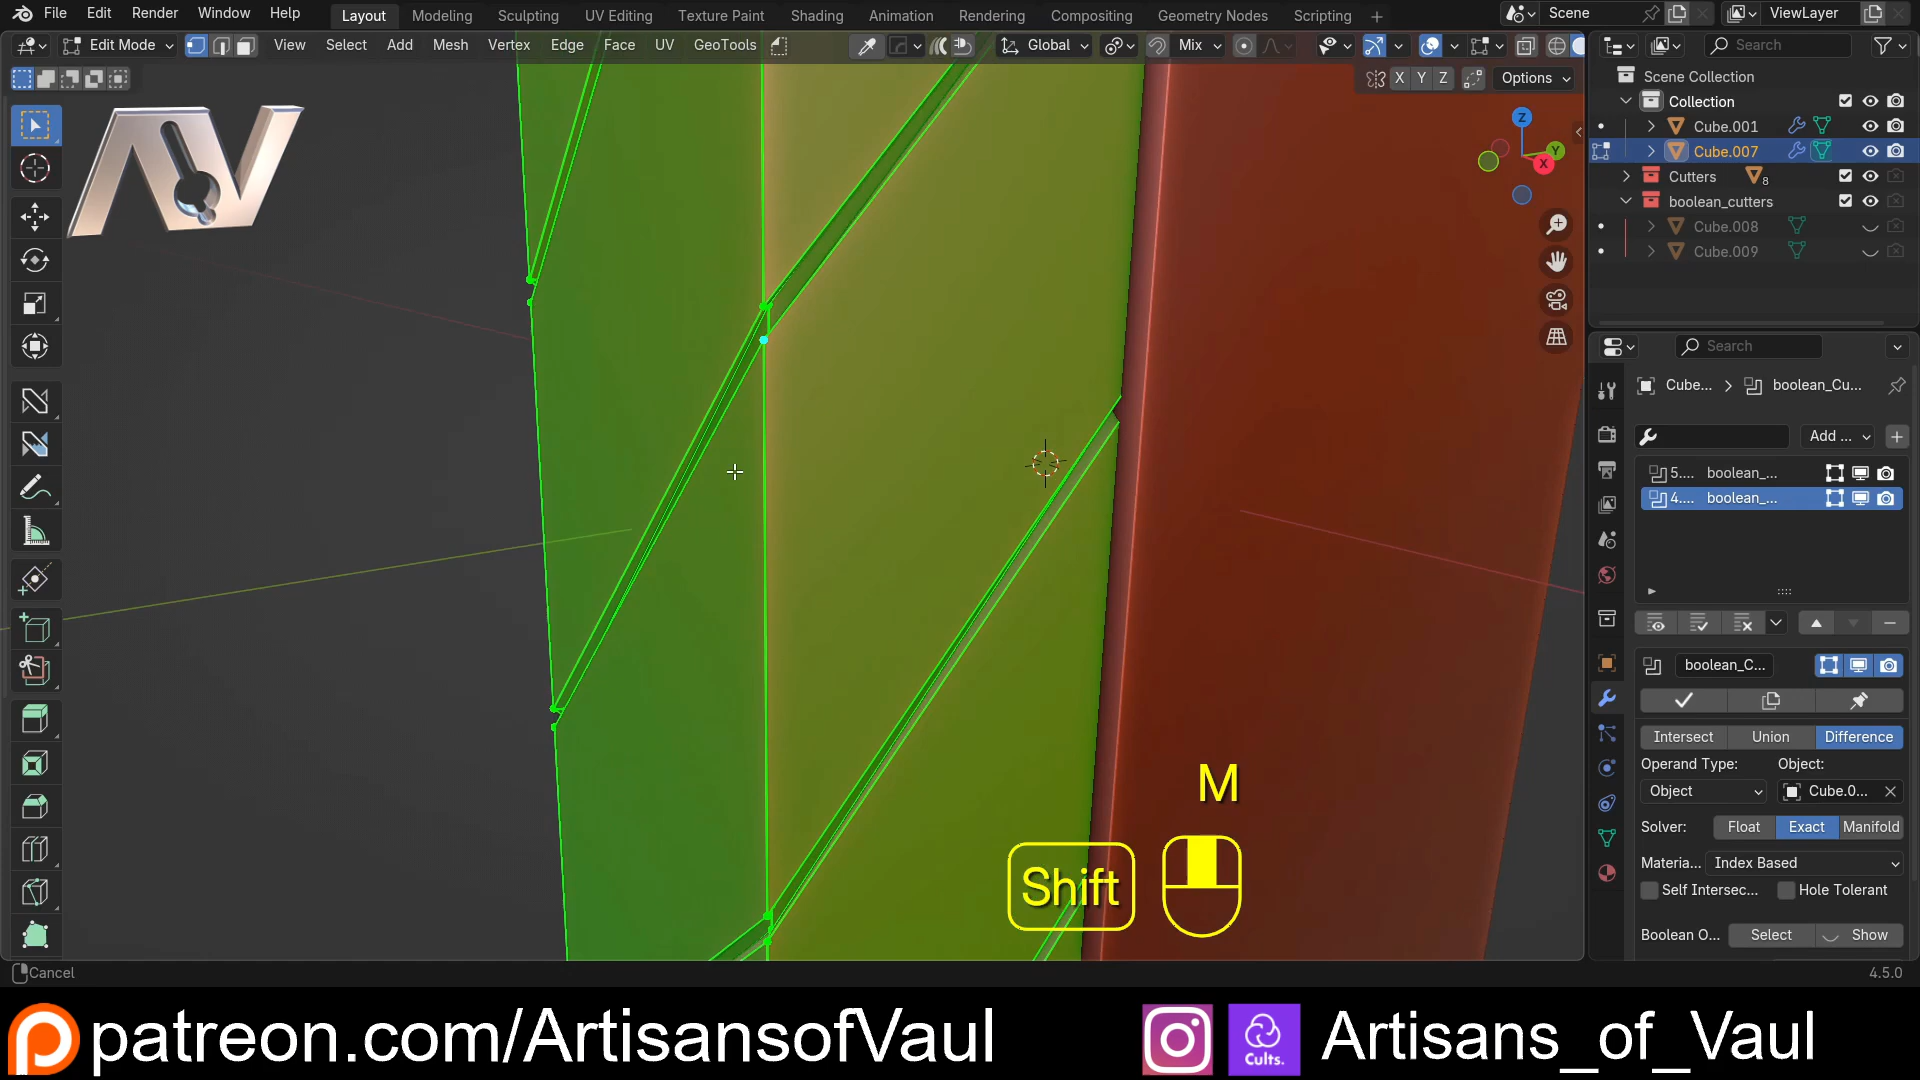 File Edit Render Window Help Layout Modeling Sculpting UV Editing Texture Paint Shading Animation Rendering Compositing Geometry Nodes Scripting + Scene ViewLayer
Edit Mode View Select Add Mesh Vertex Edge Face UV GeoTools Global Mix Search
X Y Z Options
Scene Collection
Collection
Cube.001
Cube.007
Cutters 8
boolean_cutters
Cube.008
Cube.009
Z
Y
X
Search
Cube... > boolean_Cu...
Add ...
5.... boolean_...
4.... boolean_...
boolean_C...
Intersect Union Difference
Operand Type: Object:
Object Cube.0...
Solver: Float Exact Manifold
Materia... Index Based
Self Intersec... Hole Tolerant
Boolean O... Select Show
M
Shift
Cancel
4.5.0
patreon.com/ArtisansofVaul
Cults.
Artisans_of_Vaul